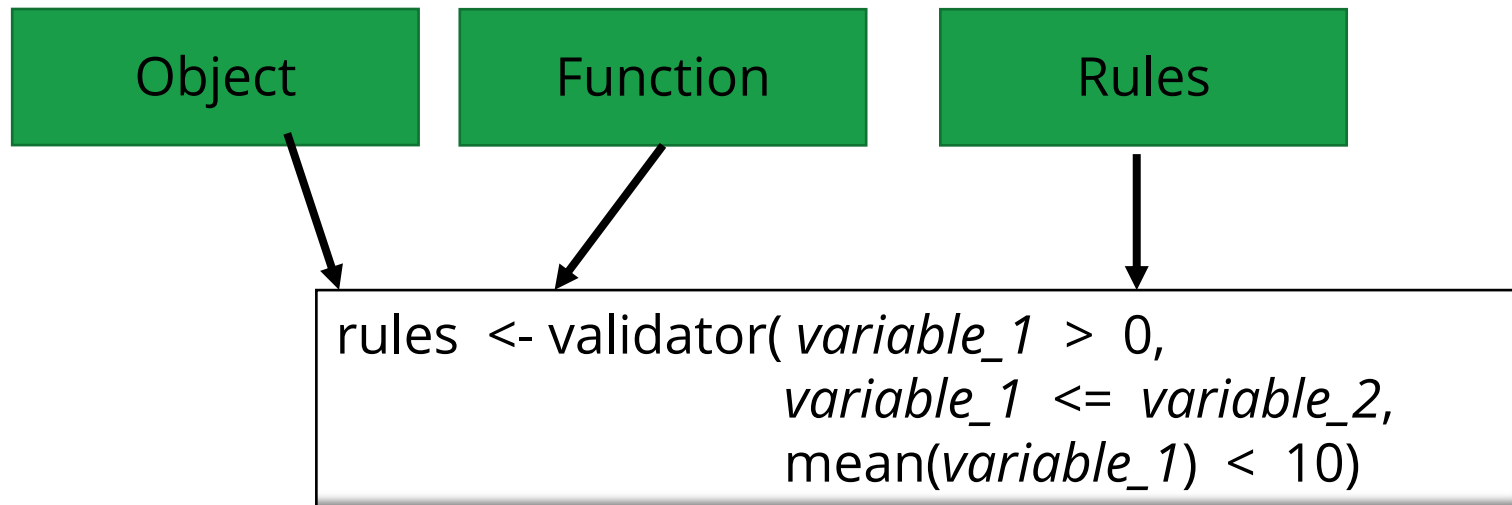 Object
Function
Rules
rules <- validator( variable_1 > 0,
variable_1 <= variable_2,
mean(variable_1) < 10)